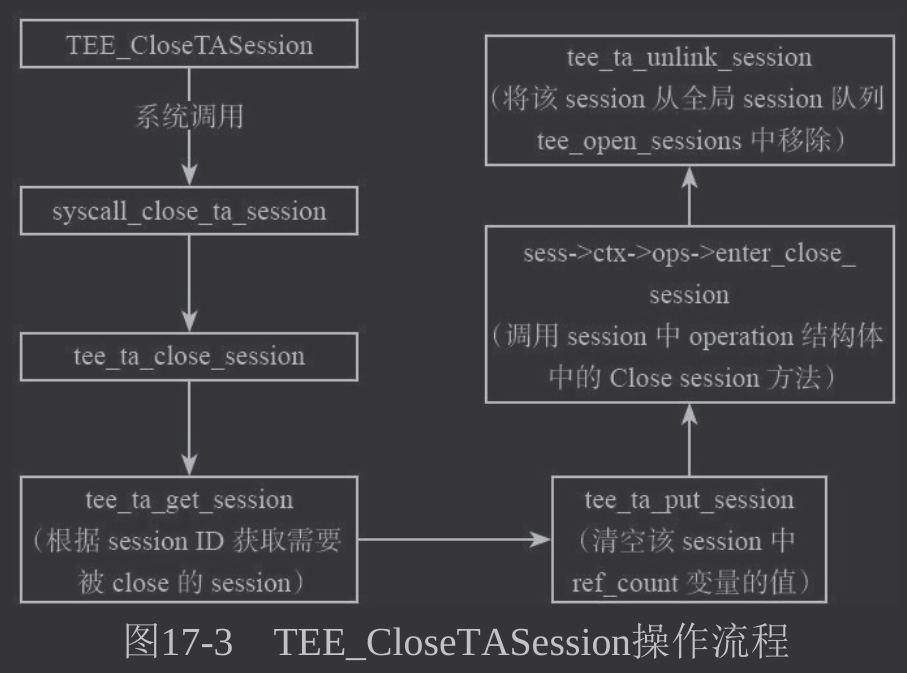 TEE_CloseTASession
系统调用
syscall_close_ta_session
tee_ta_close_session
tee_ta_get_session
（根据 session ID 获取需要
被 close 的 session）
tee_ta_put_session
（清空该 session 中
ref_count 变量的值）
sess->ctx->ops->enter_close_
session
（调用 session 中 operation 结构体
中的 Close session 方法）
tee_ta_unlink_session
（将该 session 从全局 session 队列
tee_open_sessions 中移除）
图17-3 TEE_CloseTASession操作流程